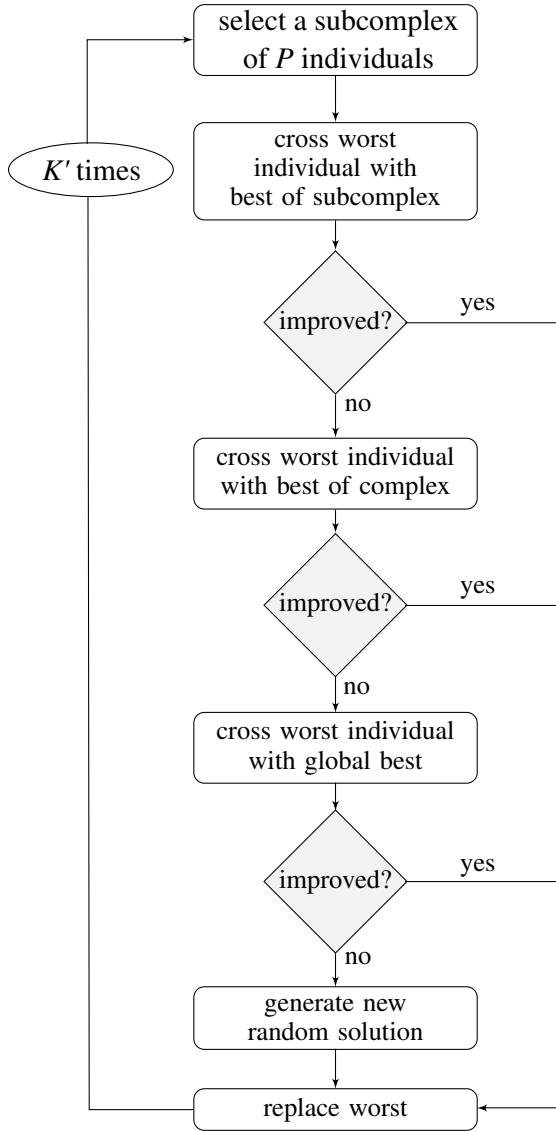 select a subcomplex
of P individuals
cross worst
individual with
best of subcomplex
K′ times
improved?
yes
no
cross worst individual
with best of complex
improved?
yes
no
cross worst individual
with global best
improved?
yes
no
generate new
random solution
replace worst